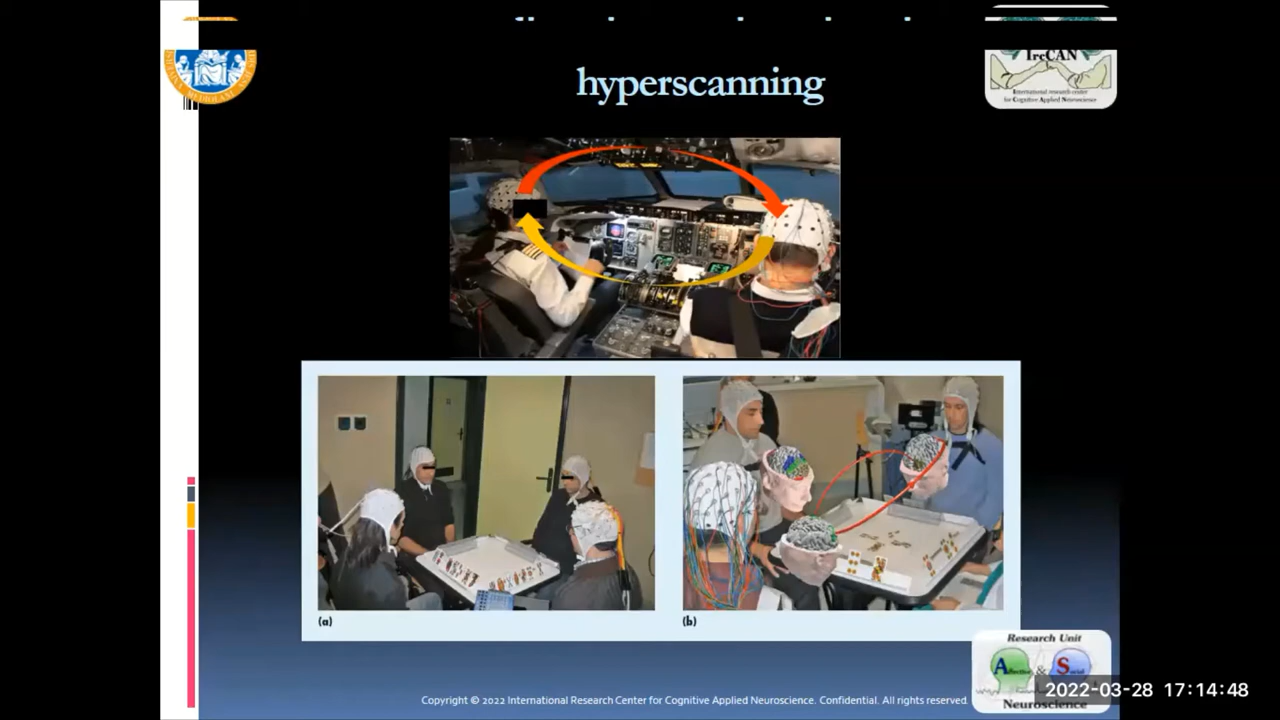 hyperscanning
IrcCAN
International research center
for Cognitive Applied Neuroscience
(a)
(b)
Research Unit
A & S
Neuroscience
Copyright © 2022 International Research Center for Cognitive Applied Neuroscience. Confidential. All rights reserved.
2022-03-28 17:14:48